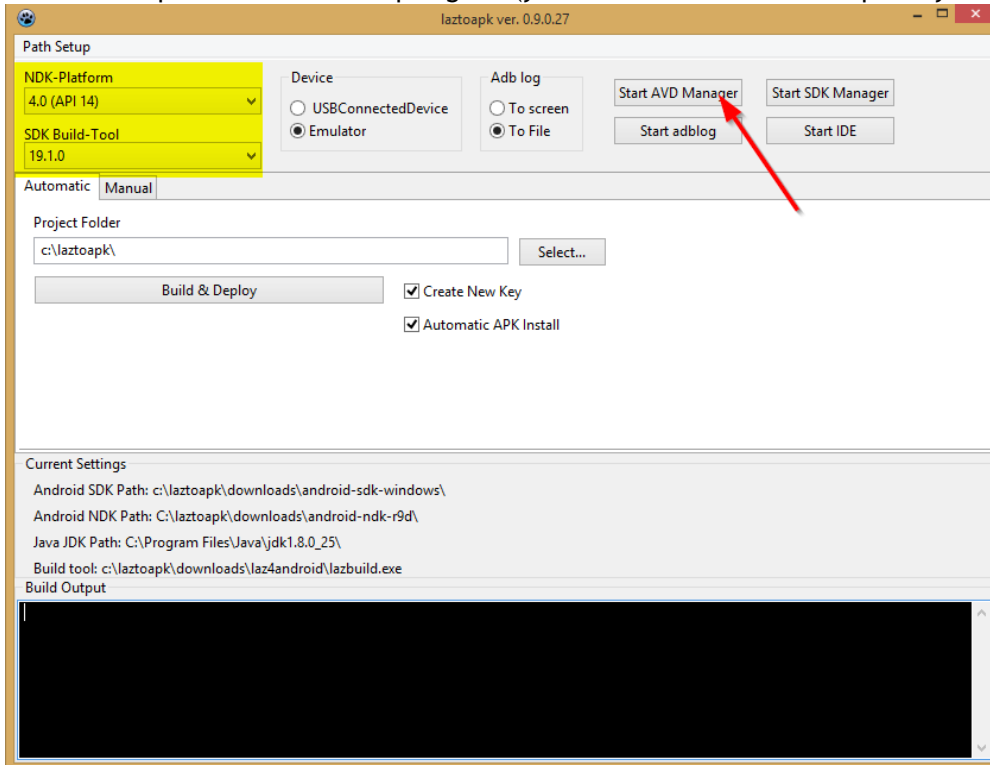 laztoapk ver. 0.9.0.27
Path Setup
NDK-Platform
4.0 (API 14)
SDK Build-Tool
19.1.0
Device
USBConnectedDevice
Emulator
Adb log
To screen
To File
Start AVD Manager
Start SDK Manager
Start adblog
Start IDE
Automatic
Manual
Project Folder
c:\laztoapk\
Select...
Build & Deploy
Create New Key
Automatic APK Install
Current Settings
Android SDK Path: c:\laztoapk\downloads\android-sdk-windows\
Android NDK Path: C:\laztoapk\downloads\android-ndk-r9d\
Java JDK Path: C:\Program Files\Java\jdk1.8.0_25\
Build tool: c:\laztoapk\downloads\laz4android\lazbuild.exe
Build Output